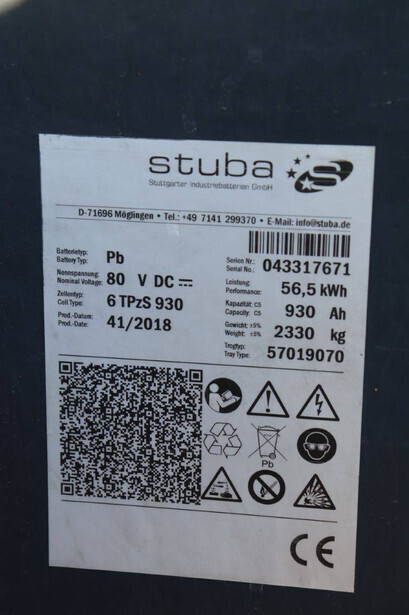 stuba
Stuttgarter Industriebatterien GmbH
D-71696 Möglingen • Tel.: +49 7141 299370 • E-Mail: info@stuba.de
Batterietyp:
Battery Type: Pb
Nennspannung:
Nominal Voltage: 80 V DC
Zellentyp:
Cell Type: 6 TPzS 930
Prod.-Datum:
Prod.-Date: 41/2018
Serien Nr.:
Serial No.: 043317671
Leistung:
Performance: 56,5 kWh
Kapazität: C5
Capacity: C5 930 Ah
Gewicht: ±5%
Weight: ±5% 2330 kg
Trogtyp:
Tray Type: 57019070
Pb
CE